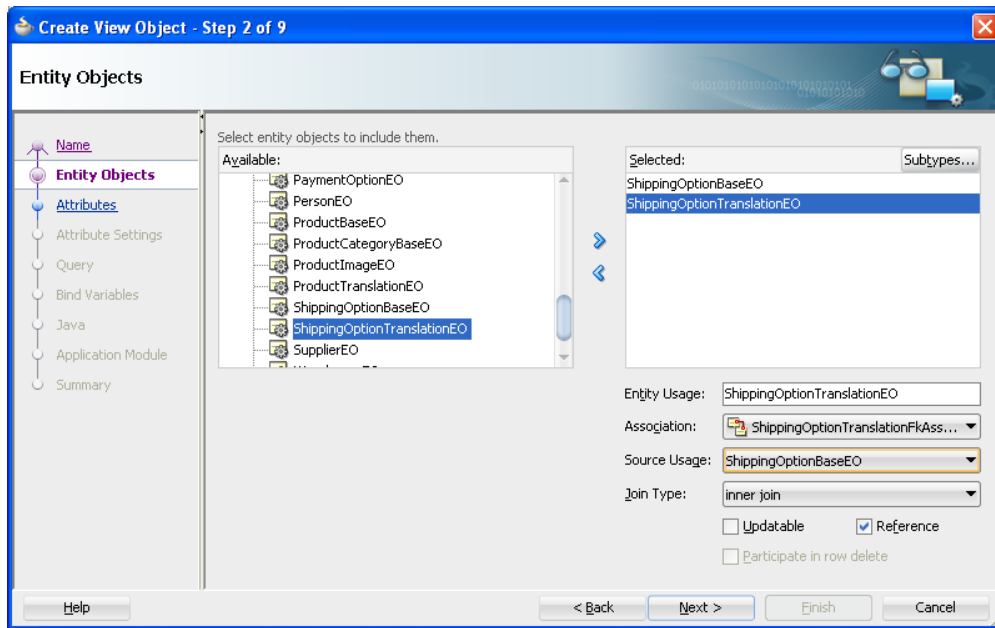 Create View Object - Step 2 of 9
Entity Objects
Name
Entity Objects
Attributes
Attribute Settings
Query
Bind Variables
Java
Application Module
Summary
Select entity objects to include them.
Available:
PaymentOptionEO
PersonEO
ProductBaseEO
ProductCategoryBaseEO
ProductImageEO
ProductTranslationEO
ShippingOptionBaseEO
ShippingOptionTranslationEO
SupplierEO
Selected:
Subtypes...
ShippingOptionBaseEO
ShippingOptionTranslationEO
Entity Usage: ShippingOptionTranslationEO
Association: ShippingOptionTranslationFkAss...
Source Usage: ShippingOptionBaseEO
Join Type: inner join
Updatable Reference
Participate in row delete
Help < Back Next > Finish Cancel